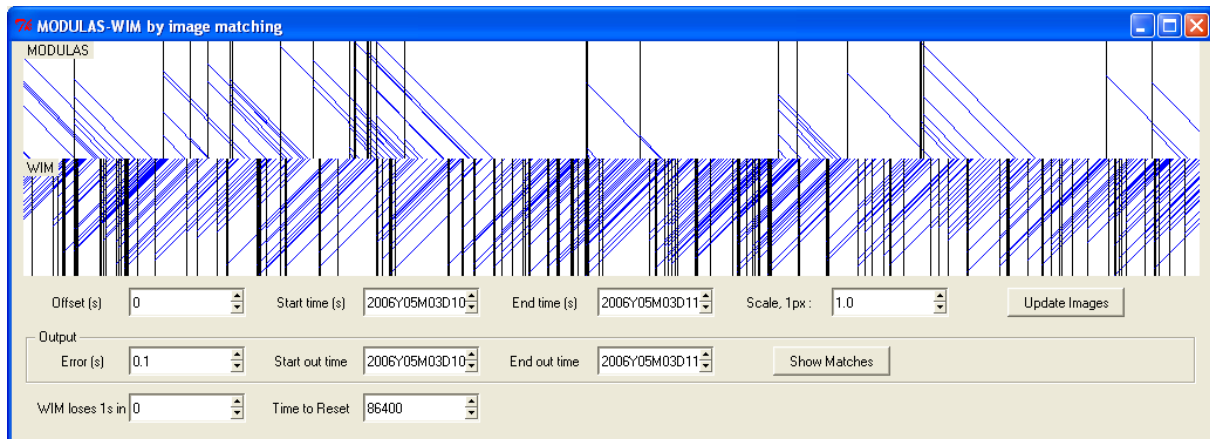 MODULAS-WIM by image matching
MODULAS
WIM
Offset (s) 0 Start time (s) 2006Y05M03D10 End time (s) 2006Y05M03D11 Scale, 1px : 1.0 Update Images
Output
Error (s) 0.1 Start out time 2006Y05M03D10 End out time 2006Y05M03D11 Show Matches
WIM loses 1s in 0 Time to Reset 86400